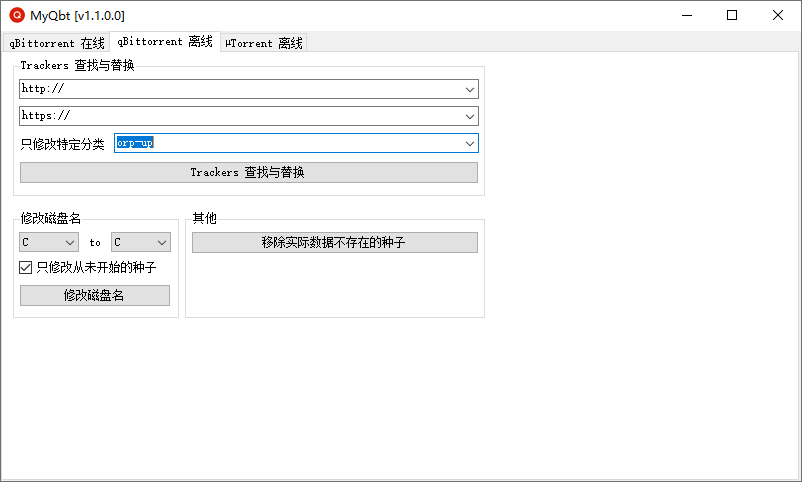 MyQbt [v1.1.0.0]
qBittorrent 在线
qBittorrent 离线
μTorrent 离线
Trackers 查找与替换
http://
https://
只修改特定分类
orp-up
Trackers 查找与替换
修改磁盘名
C
to
C
只修改从未开始的种子
修改磁盘名
其他
移除实际数据不存在的种子